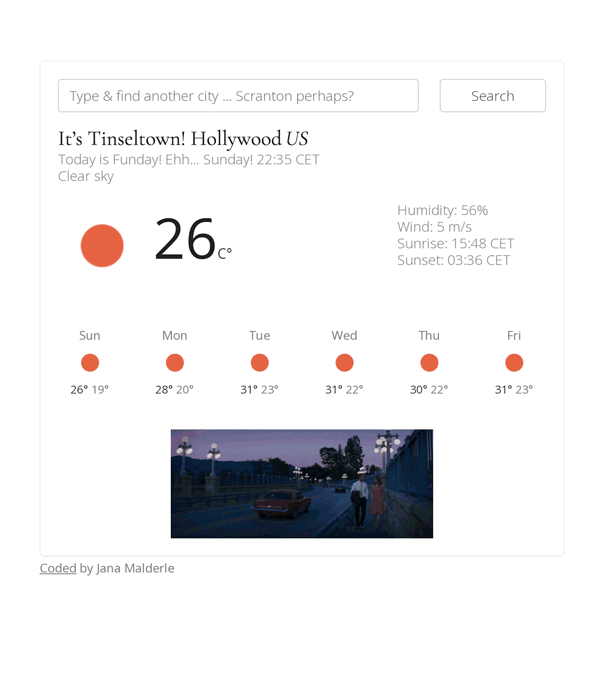 Type & find another city ... Scranton perhaps?
Search
It's Tinseltown! Hollywood US
Today is Funday! Ehh... Sunday! 22:35 CET
Clear sky
26 C°
Humidity: 56%
Wind: 5 m/s
Sunrise: 15:48 CET
Sunset: 03:36 CET
Sun Mon Tue Wed Thu Fri
26° 19° 28° 20° 31° 23° 31° 22° 30° 22° 31° 23°
Coded by Jana Malderle